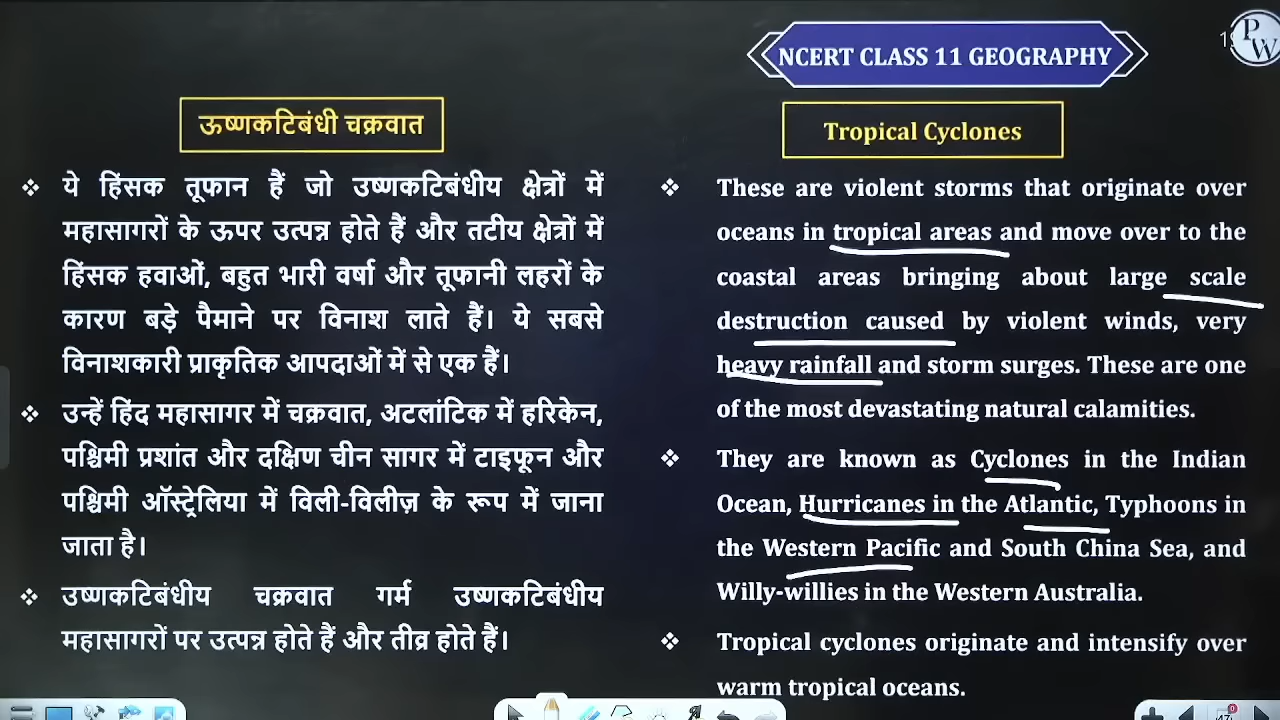 NCERT CLASS 11 GEOGRAPHY
PW
ऊष्णकटिबंधी चक्रवात
ये हिंसक तूफान हैं जो उष्णकटिबंधीय क्षेत्रों में
महासागरों के ऊपर उत्पन्न होते हैं और तटीय क्षेत्रों में
हिंसक हवाओं, बहुत भारी वर्षा और तूफानी लहरों के
कारण बड़े पैमाने पर विनाश लाते हैं। ये सबसे
विनाशकारी प्राकृतिक आपदाओं में से एक हैं।
उन्हें हिंद महासागर में चक्रवात, अटलांटिक में हरिकेन,
पश्चिमी प्रशांत और दक्षिण चीन सागर में टाइफून और
पश्चिमी ऑस्ट्रेलिया में विली-विलीज़ के रूप में जाना
जाता है।
उष्णकटिबंधीय चक्रवात गर्म उष्णकटिबंधीय
महासागरों पर उत्पन्न होते हैं और तीव्र होते हैं।
Tropical Cyclones
These are violent storms that originate over
oceans in tropical areas and move over to the
coastal areas bringing about large scale
destruction caused by violent winds, very
heavy rainfall and storm surges. These are one
of the most devastating natural calamities.
They are known as Cyclones in the Indian
Ocean, Hurricanes in the Atlantic, Typhoons in
the Western Pacific and South China Sea, and
Willy-willies in the Western Australia.
Tropical cyclones originate and intensify over
warm tropical oceans.